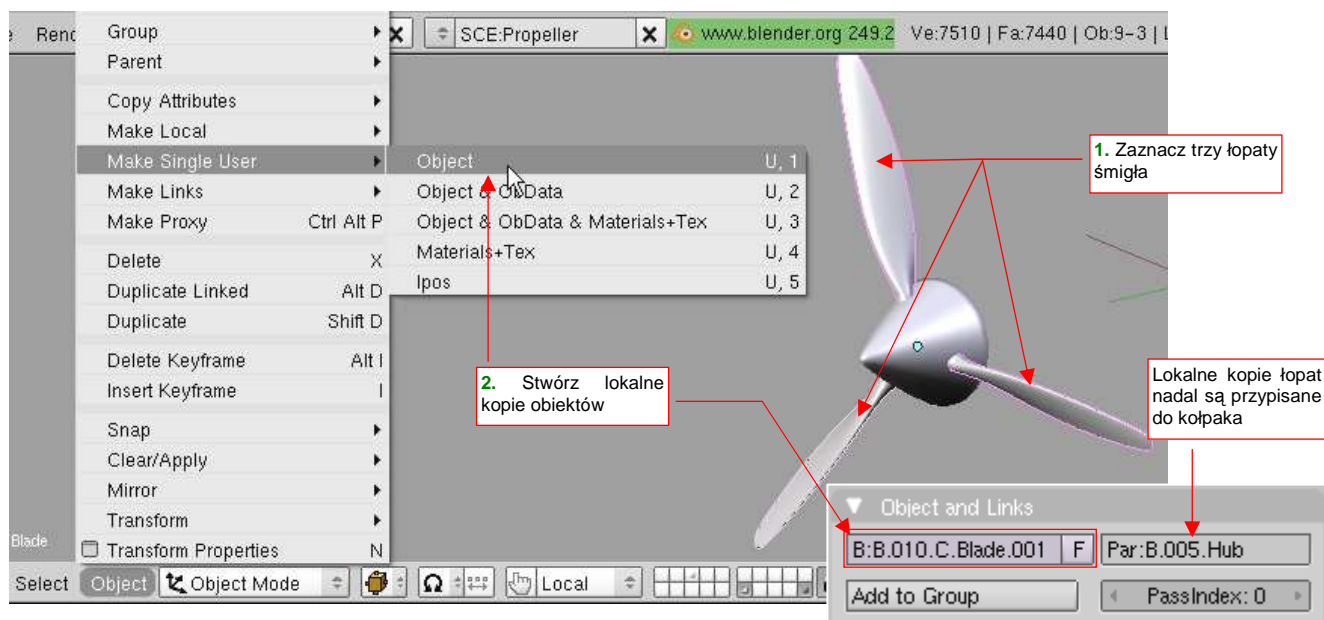 Group
SCE:Propeller
www.blender.org 249.2 Ve:7510 | Fa:7440 | Ob:9-3 |
Parent
Copy Attributes
Make Local
Make Single User
Object U, 1
1. Zaznacz trzy łopaty
śmigła
Make Links
Object & ObData U, 2
Make Proxy Ctrl Alt P
Object & ObData & Materials+Tex U, 3
Delete X
Materials+Tex U, 4
Duplicate Linked Alt D
Ipos U, 5
Duplicate Shift D
Delete Keyframe Alt I
Insert Keyframe I
2. Stwórz lokalne
kopie obiektów
Lokalne kopie łopat
nadal są przypisane
do kołpaka
Snap
Clear/Apply
Mirror
Transform
Transform Properties N
Blade
Object and Links
B:B.010.C.Blade.001 F Par:B.005.Hub
Select Object Object Mode Local
Add to Group PassIndex: 0